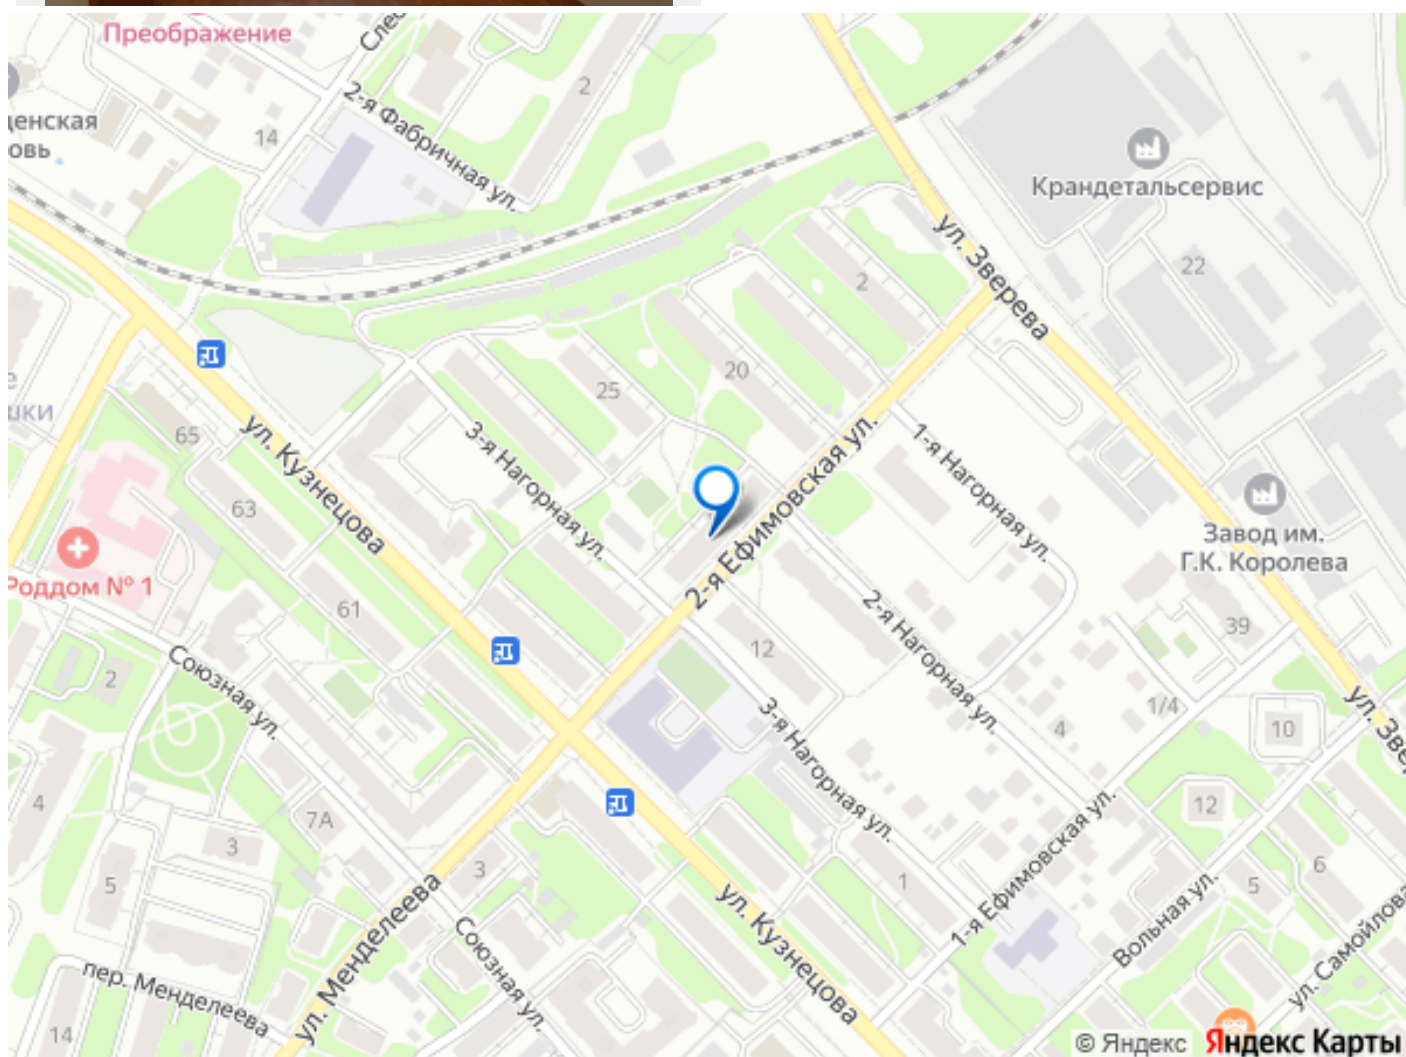 Преображение
2-я Фабричная ул.
2
14
Крандетальсервис
22
ул. Зверева
2
20
25
65
ул. Кузнецова
3-я Нагорная ул.
1-я Нагорная ул.
63
2-я Ефимовская ул.
Завод им.
Г.К. Королева
Роддом № 1
61
2-я Нагорная ул.
39
12
2
Союзная ул.
1/4
3-я Нагорная ул.
4
10
4
7А
12
3
3
5
1
6
5
ул. Менделеева
ул. Кузнецова
1-я Ефимовская ул.
Вольная ул.
Союзная ул.
пер. Менделеева
14
© Яндекс Яндекс Карты